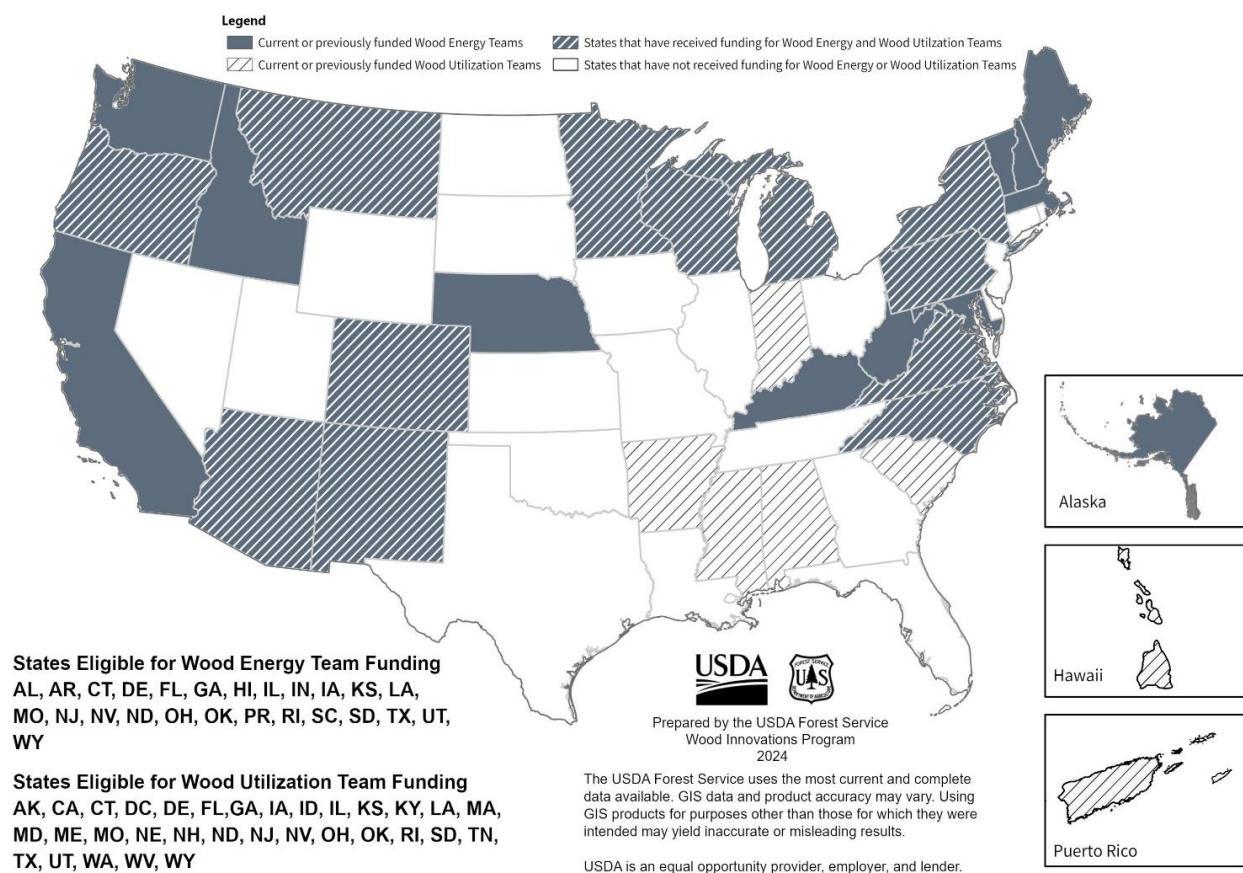 Legend
Current or previously funded Wood Energy Teams
States that have received funding for Wood Energy and Wood Utilzation Teams
Current or previously funded Wood Utilization Teams
States that have not received funding for Wood Energy or Wood Utilization Teams
Alaska
Hawaii
Puerto Rico
States Eligible for Wood Energy Team Funding
AL, AR, CT, DE, FL, GA, HI, IL, IN, IA, KS, LA,
MO, NJ, NV, ND, OH, OK, PR, RI, SC, SD, TX, UT,
WY
States Eligible for Wood Utilization Team Funding
AK, CA, CT, DC, DE, FL,GA, IA, ID, IL, KS, KY, LA, MA,
MD, ME, MO, NE, NH, ND, NJ, NV, OH, OK, RI, SD, TN,
TX, UT, WA, WV, WY
USDA
FOREST SERVICE
U S
DEPARTMENT OF AGRICULTURE
Prepared by the USDA Forest Service
Wood Innovations Program
2024
The USDA Forest Service uses the most current and complete
data available. GIS data and product accuracy may vary. Using
GIS products for purposes other than those for which they were
intended may yield inaccurate or misleading results.
USDA is an equal opportunity provider, employer, and lender.